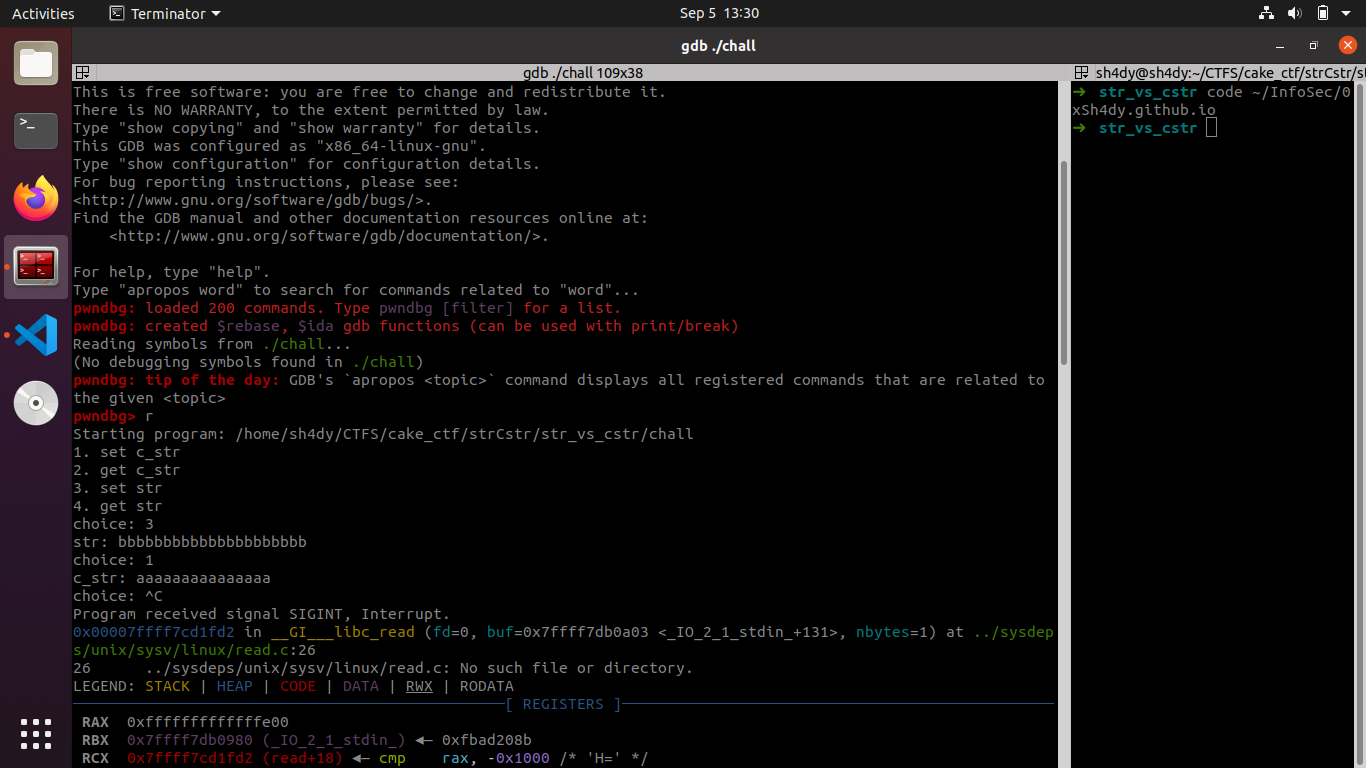 Activities Terminator Sep 5 13:30
gdb ./chall
gdb ./chall 109x38
This is free software: you are free to change and redistribute it.
There is NO WARRANTY, to the extent permitted by law.
Type "show copying" and "show warranty" for details.
This GDB was configured as "x86_64-linux-gnu".
Type "show configuration" for configuration details.
For bug reporting instructions, please see:
<http://www.gnu.org/software/gdb/bugs/>.
Find the GDB manual and other documentation resources online at:
    <http://www.gnu.org/software/gdb/documentation/>.
For help, type "help".
Type "apropos word" to search for commands related to "word"...
pwndbg: loaded 200 commands. Type pwndbg [filter] for a list.
pwndbg: created $rebase, $ida gdb functions (can be used with print/break)
Reading symbols from ./chall...
(No debugging symbols found in ./chall)
pwndbg: tip of the day: GDB's `apropos <topic>` command displays all registered commands that are related to
the given <topic>
pwndbg> r
Starting program: /home/sh4dy/CTFS/cake_ctf/strCstr/str_vs_cstr/chall
1. set c_str
2. get c_str
3. set str
4. get str
choice: 3
str: bbbbbbbbbbbbbbbbbbbbb
choice: 1
c_str: aaaaaaaaaaaaaaa
choice: ^C
Program received signal SIGINT, Interrupt.
0x00007ffff7cd1fd2 in __GI___libc_read (fd=0, buf=0x7ffff7db0a03 <_IO_2_1_stdin_+131>, nbytes=1) at ../sysdep
s/unix/sysv/linux/read.c:26
26      ../sysdeps/unix/sysv/linux/read.c: No such file or directory.
LEGEND: STACK | HEAP | CODE | DATA | RWX | RODATA
[ REGISTERS ]
RAX  0xfffffffffffffe00
RBX  0x7ffff7db0980 (_IO_2_1_stdin_) ◂— 0xfbad208b
RCX  0x7ffff7cd1fd2 (read+18) ◂— cmp    rax, -0x1000 /* 'H=' */
sh4dy@sh4dy:~/CTFS/cake_ctf/strCstr/st
➜  str_vs_cstr code ~/InfoSec/0
xSh4dy.github.io
➜  str_vs_cstr